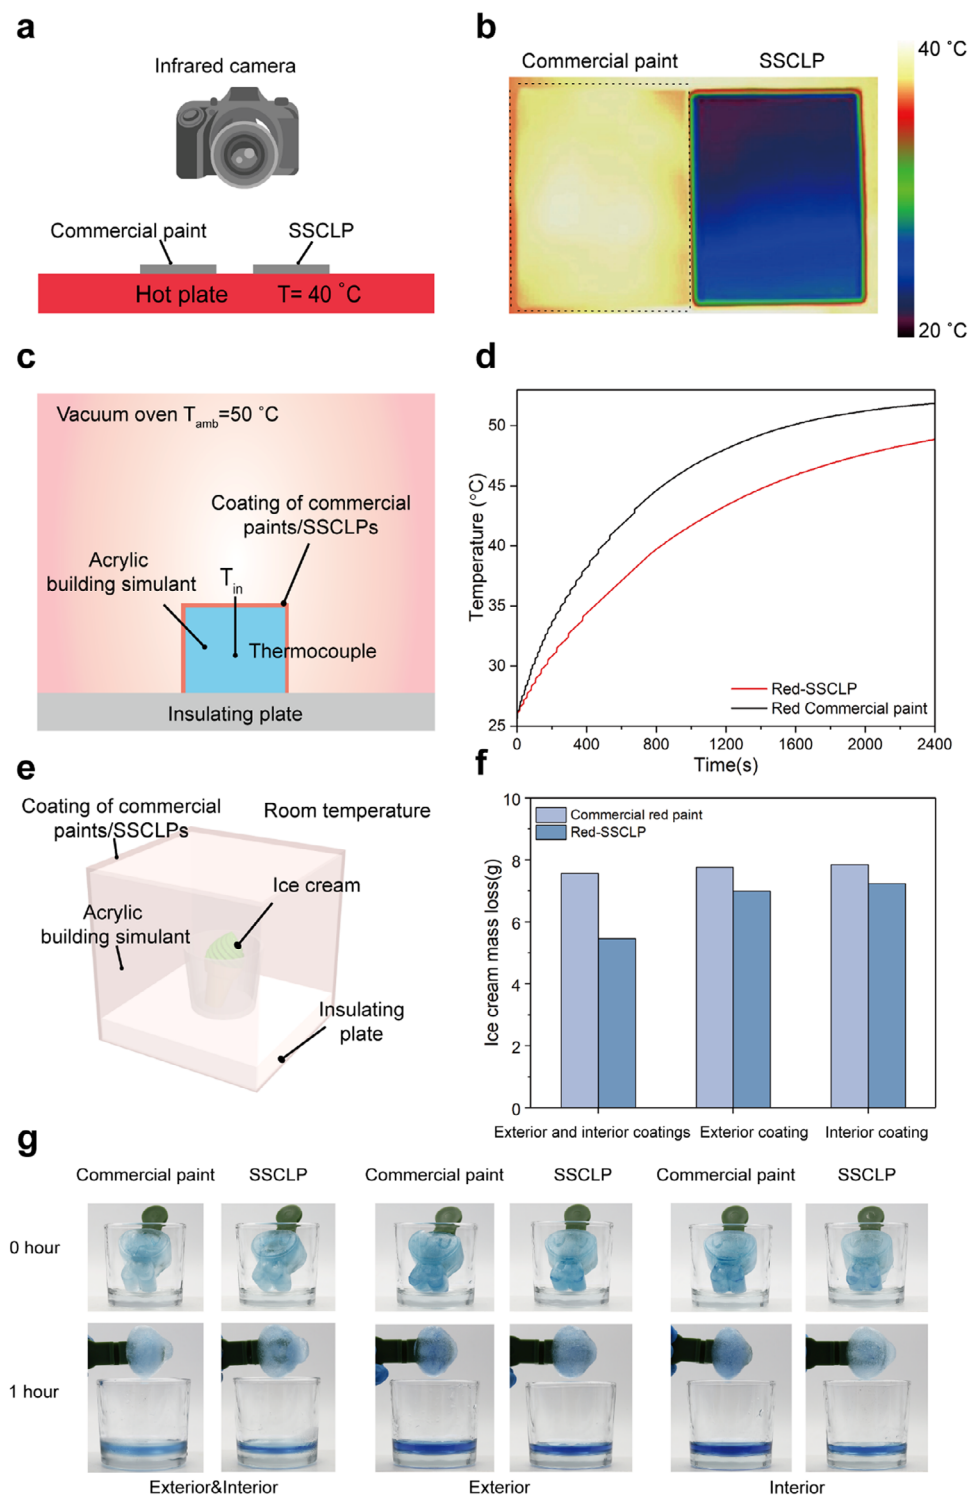 a
Infrared camera
Commercial paint
SSCLP
Hot plate
T= 40 ˚C
b
Commercial paint
SSCLP
40 ˚C
20 ˚C
c
Vacuum oven Tamb=50 ˚C
Coating of commercial
paints/SSCLPs
Acrylic
building simulant
Tin
Thermocouple
Insulating plate
d
Temperature (°C)
50
45
40
35
30
25
0
400
800
1200
1600
2000
2400
Time(s)
Red-SSCLP
Red Commercial paint
e
Coating of commercial
paints/SSCLPs
Room temperature
Ice cream
Acrylic
building simulant
Insulating
plate
f
Ice cream mass loss(g)
10
8
6
4
2
0
Commercial red paint
Red-SSCLP
Exterior and interior coatings
Exterior coating
Interior coating
g
Commercial paint
SSCLP
Commercial paint
SSCLP
Commercial paint
SSCLP
0 hour
1 hour
Exterior&Interior
Exterior
Interior